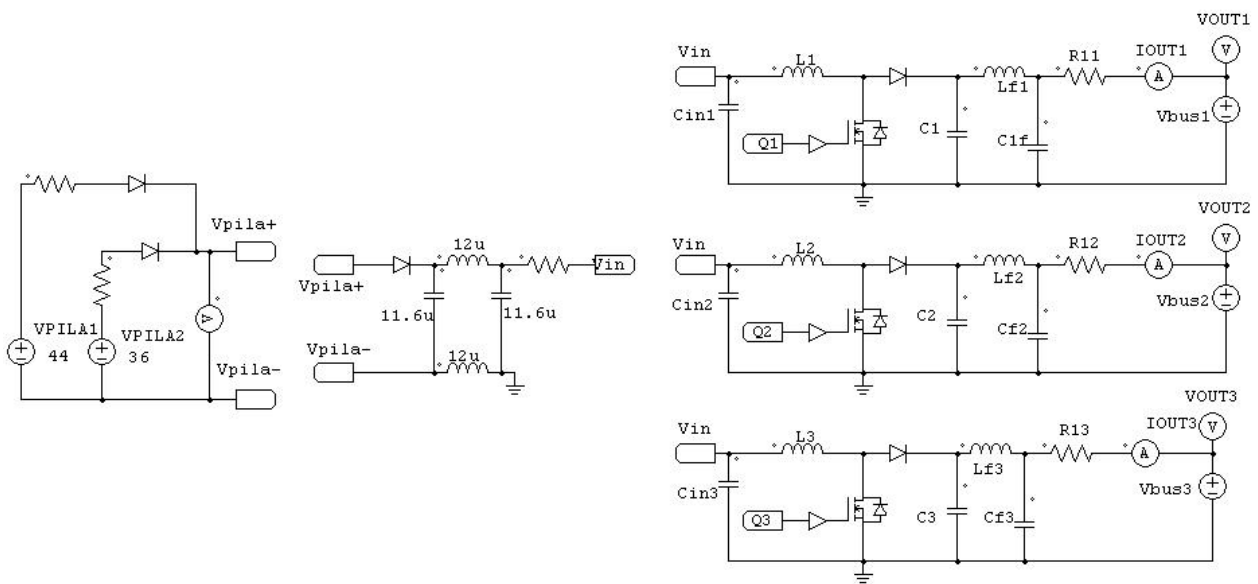 Vpila+
VPILA1
44
VPILA2
36
V
Vpila-
Vpila+
12u
Vin
11.6u
11.6u
Vpila-
12u
Vin
L1
Cin1
Q1
C1
Lf1
C1f
R11
IOUT1
A
VOUT1
V
Vbus1
Vin
L2
Cin2
Q2
C2
Lf2
Cf2
R12
IOUT2
A
VOUT2
V
Vbus2
Vin
L3
Cin3
Q3
C3
Lf3
Cf3
R13
IOUT3
A
VOUT3
V
Vbus3